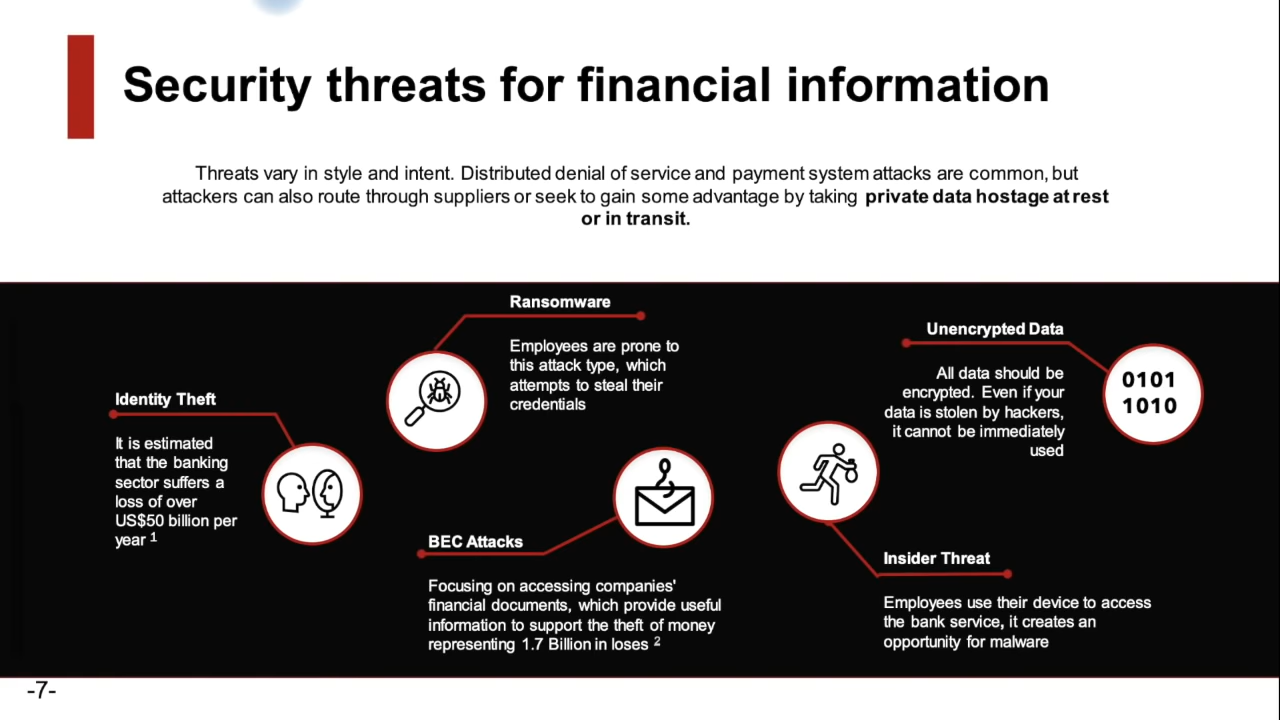 Security threats for financial information
Threats vary in style and intent. Distributed denial of service and payment system attacks are common, but
attackers can also route through suppliers or seek to gain some advantage by taking private data hostage at rest
or in transit.
Identity Theft
It is estimated
that the banking
sector suffers a
loss of over
US$50 billion per
year 1
Ransomware
Employees are prone to
this attack type, which
attempts to steal their
credentials
BEC Attacks
Focusing on accessing companies'
financial documents, which provide useful
information to support the theft of money
representing 1.7 Billion in loses 2
Unencrypted Data
All data should be
encrypted. Even if your
data is stolen by hackers,
it cannot be immediately
used
0101
1010
Insider Threat
Employees use their device to access
the bank service, it creates an
opportunity for malware
-7-